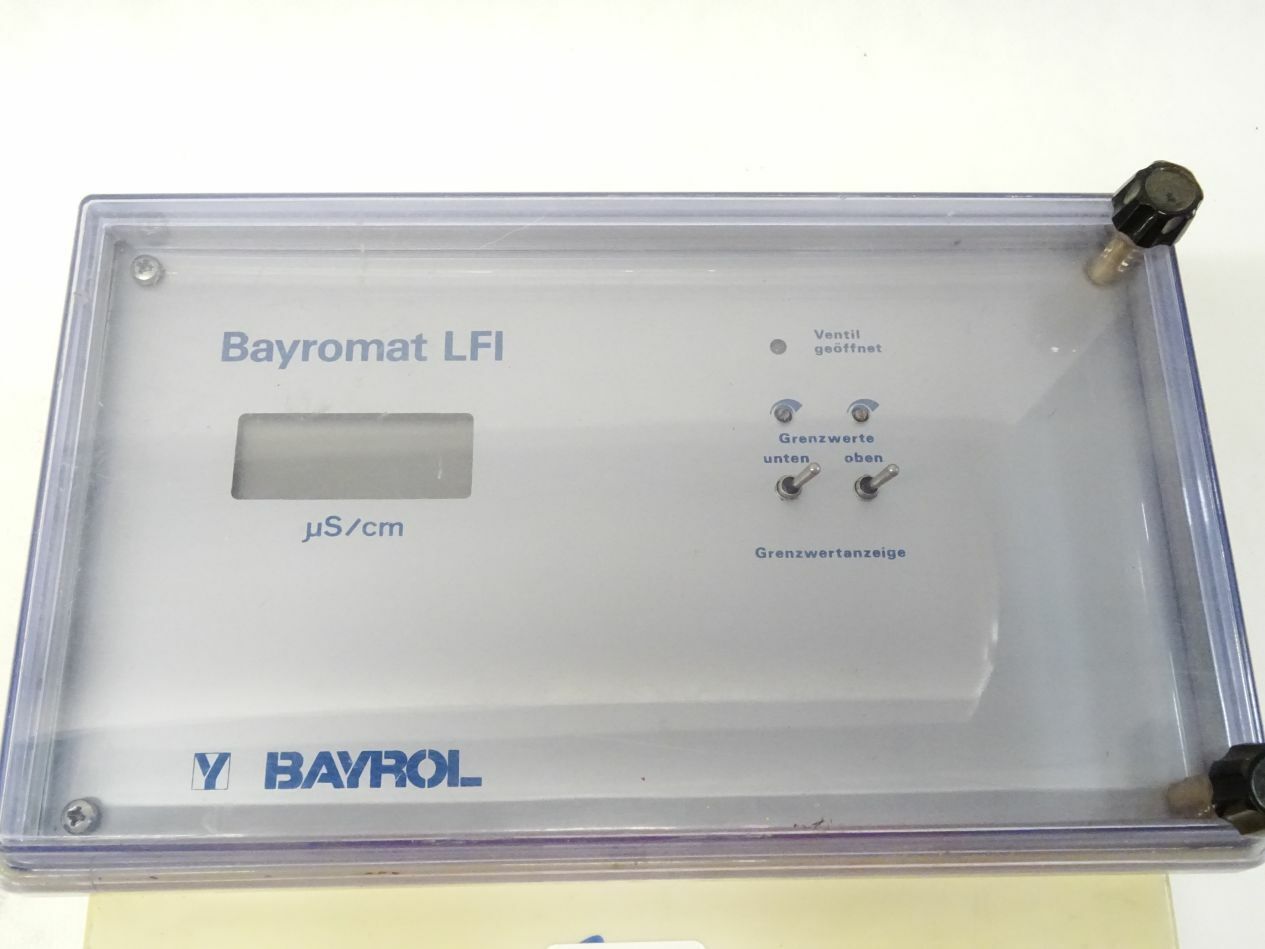 Bayromat LFI
Ventil
geöffnet
Grenzwerte
unten oben
µS/cm
Grenzwertanzeige
Y BAYROL